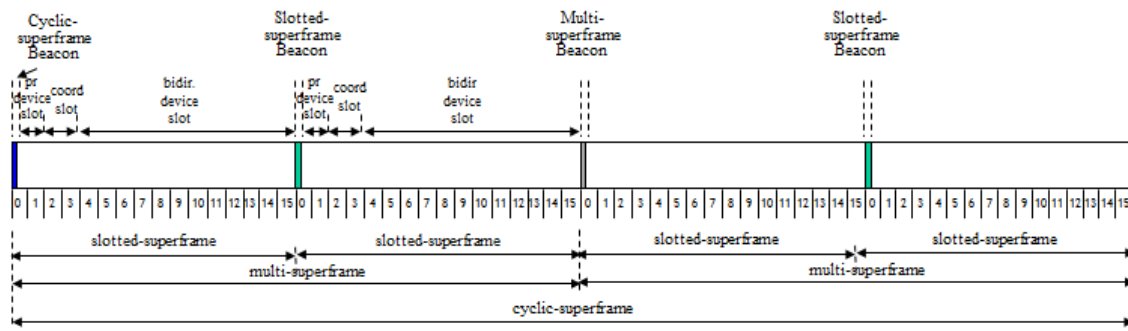 Cyclic-
superframe
Beacon
Slotted-
superframe
Beacon
Multi-
superframe
Beacon
Slotted-
superframe
Beacon
pr
device
slot
coord
slot
bidir.
device
slot
pr
device
slot
coord
slot
bidir
device
slot
0 1 2 3 4 5 6 7 8 9 10 11 12 13 14 15 0 1 2 3 4 5 6 7 8 9 10 11 12 13 14 15 0 1 2 3 4 5 6 7 8 9 10 11 12 13 14 15 0 1 2 3 4 5 6 7 8 9 10 11 12 13 14 15
slotted-superframe slotted-superframe slotted-superframe slotted-superframe
multi-superframe multi-superframe
cyclic-superframe